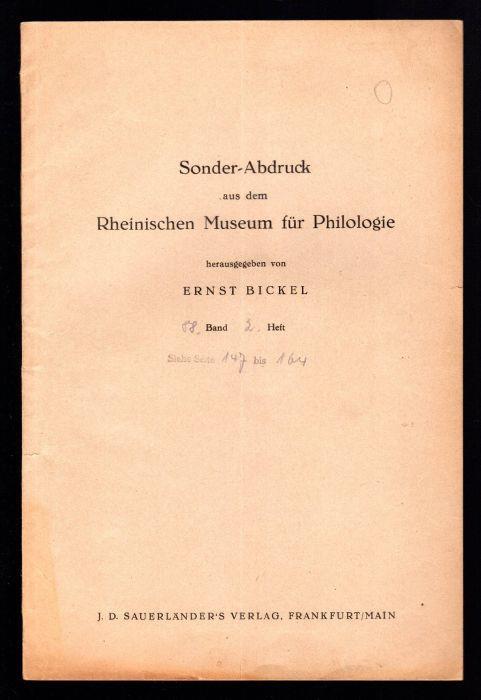 Sonder-Abdruck
aus dem
Rheinischen Museum für Philologie
herausgegeben von
ERNST BICKEL
88. Band 2. Heft
Siehe Seite 147 bis 164
J. D. SAUERLÄNDER'S VERLAG, FRANKFURT/MAIN